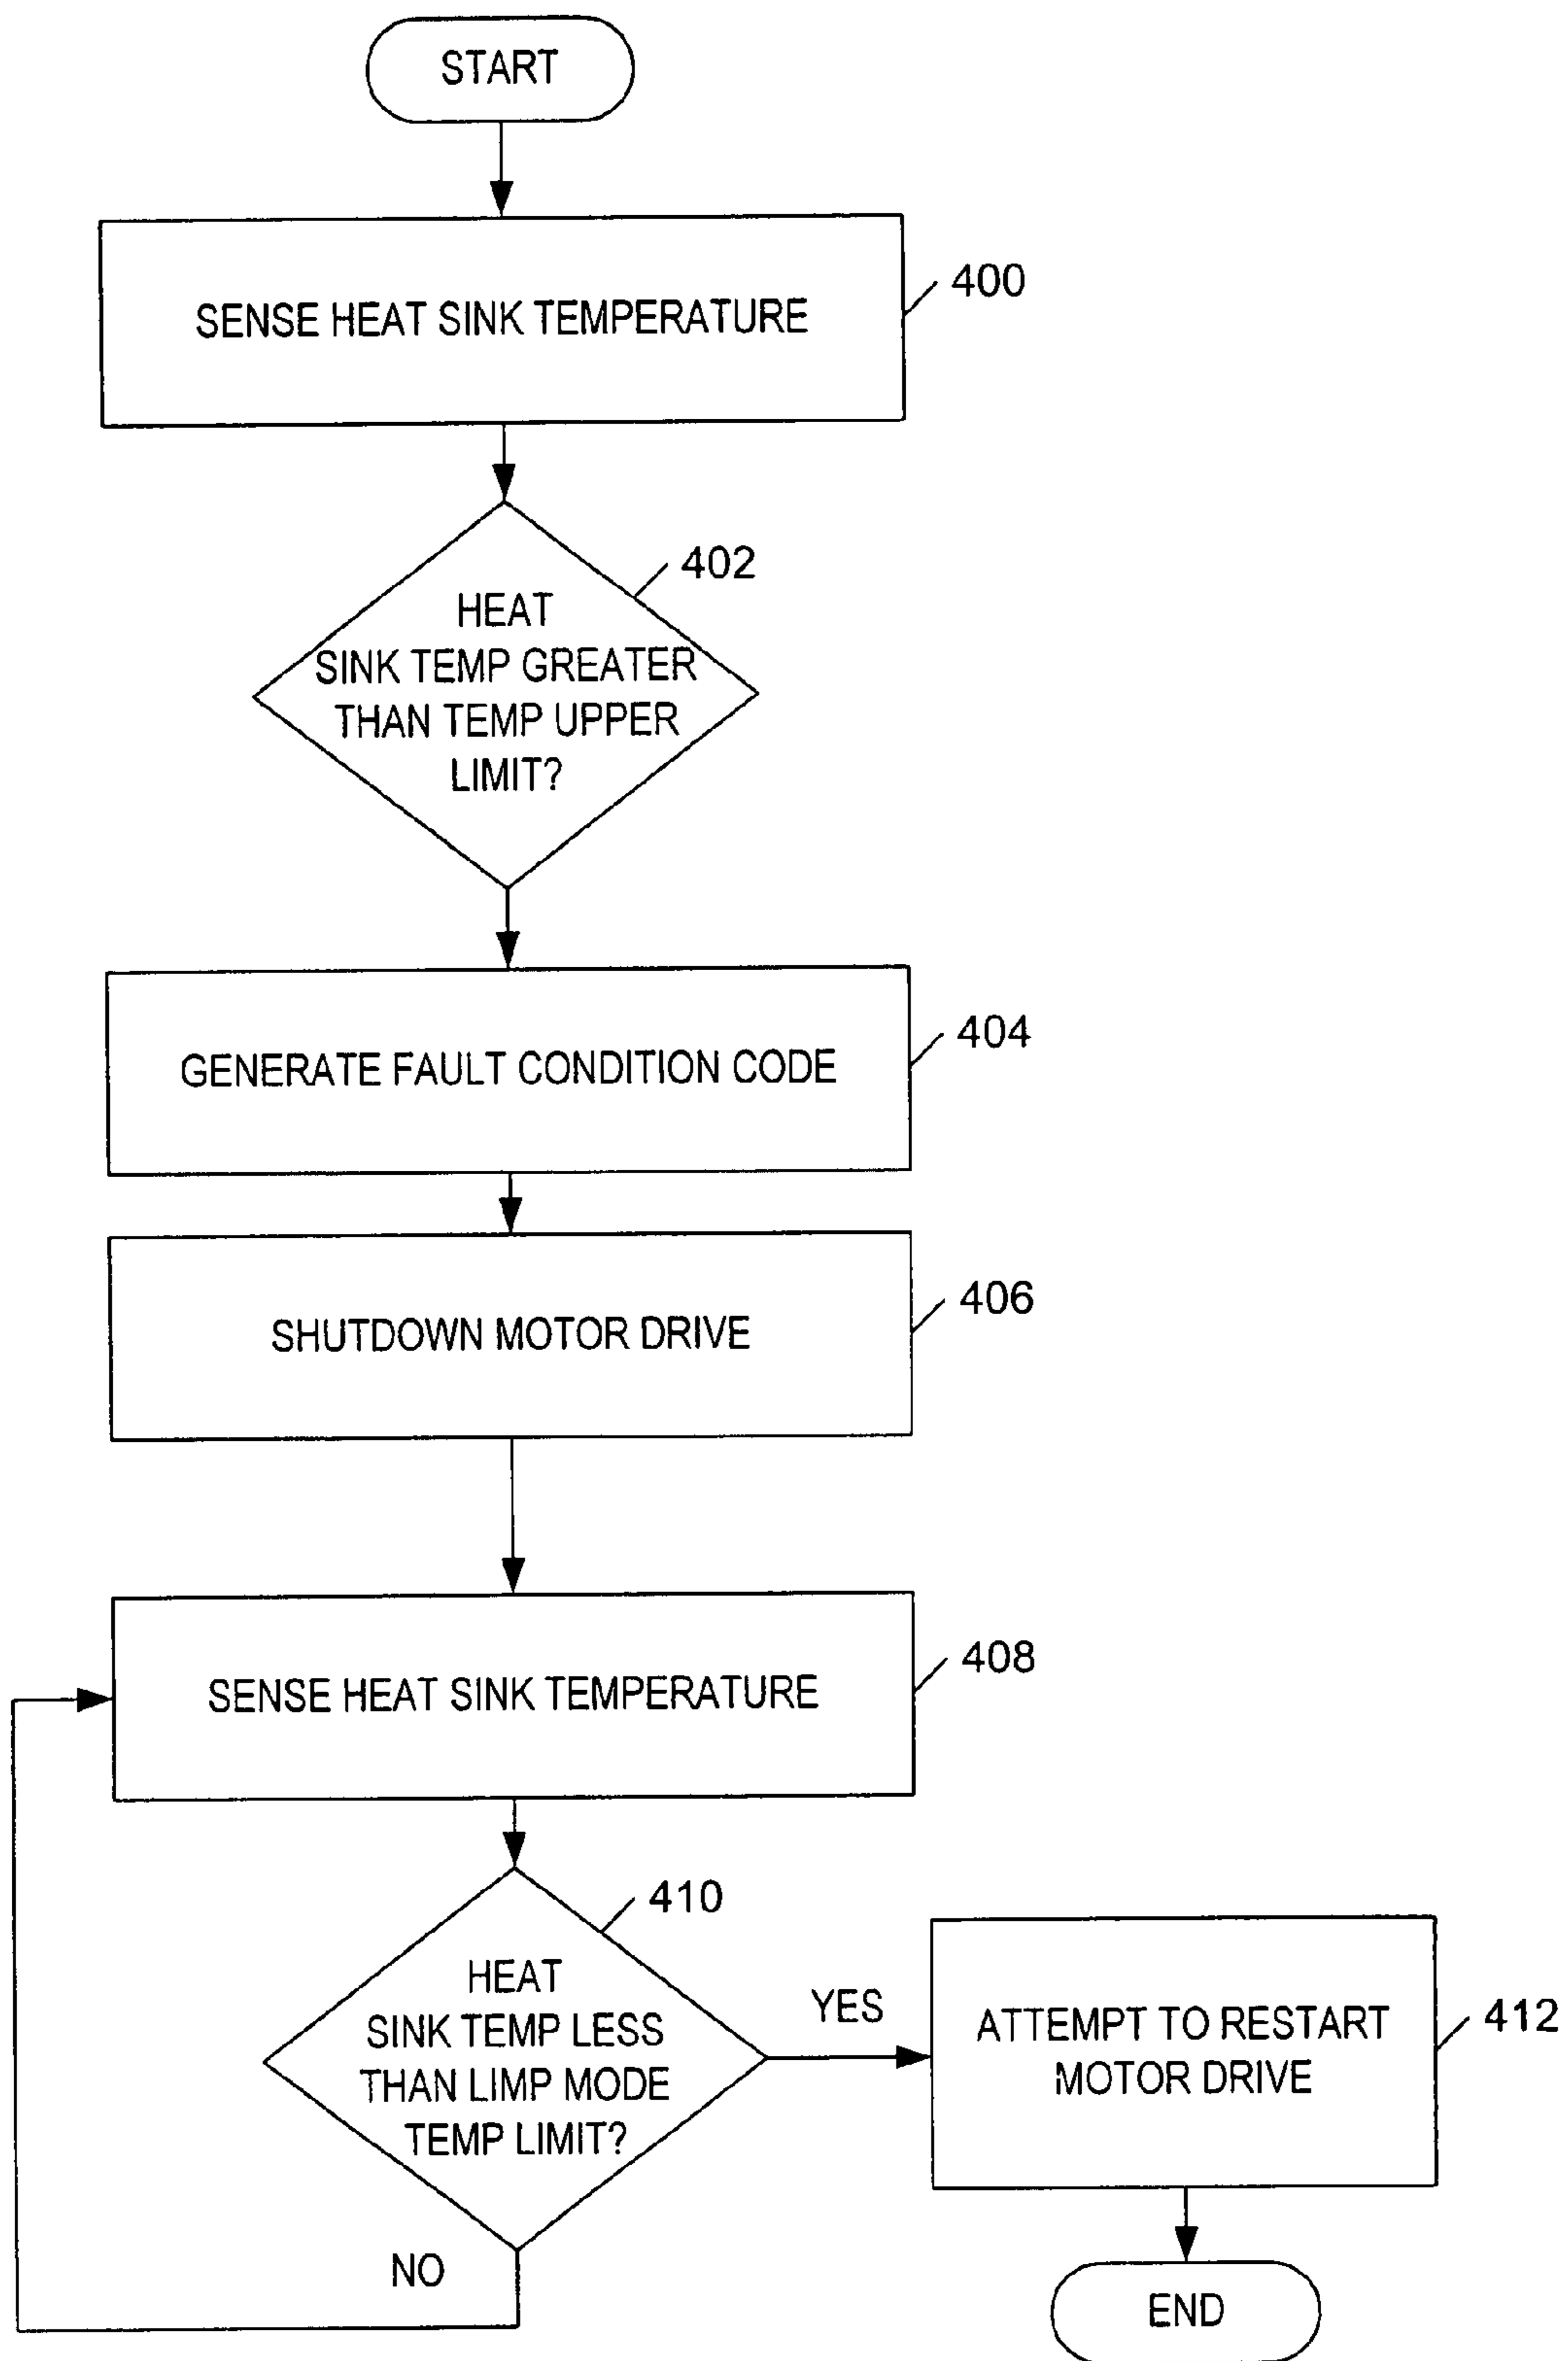 START
SENSE HEAT SINK TEMPERATURE
400
402
HEAT
SINK TEMP GREATER
THAN TEMP UPPER
LIMIT?
GENERATE FAULT CONDITION CODE
404
SHUTDOWN MOTOR DRIVE
406
SENSE HEAT SINK TEMPERATURE
408
410
HEAT
SINK TEMP LESS
THAN LIMP MODE
TEMP LIMIT?
YES
ATTEMPT TO RESTART
MOTOR DRIVE
412
NO
END